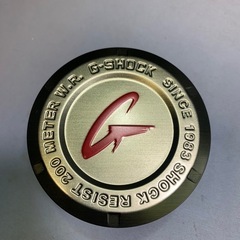 G-SHOCK SINCE 1983 SHOCK RESIST 200 METER W.R.
G